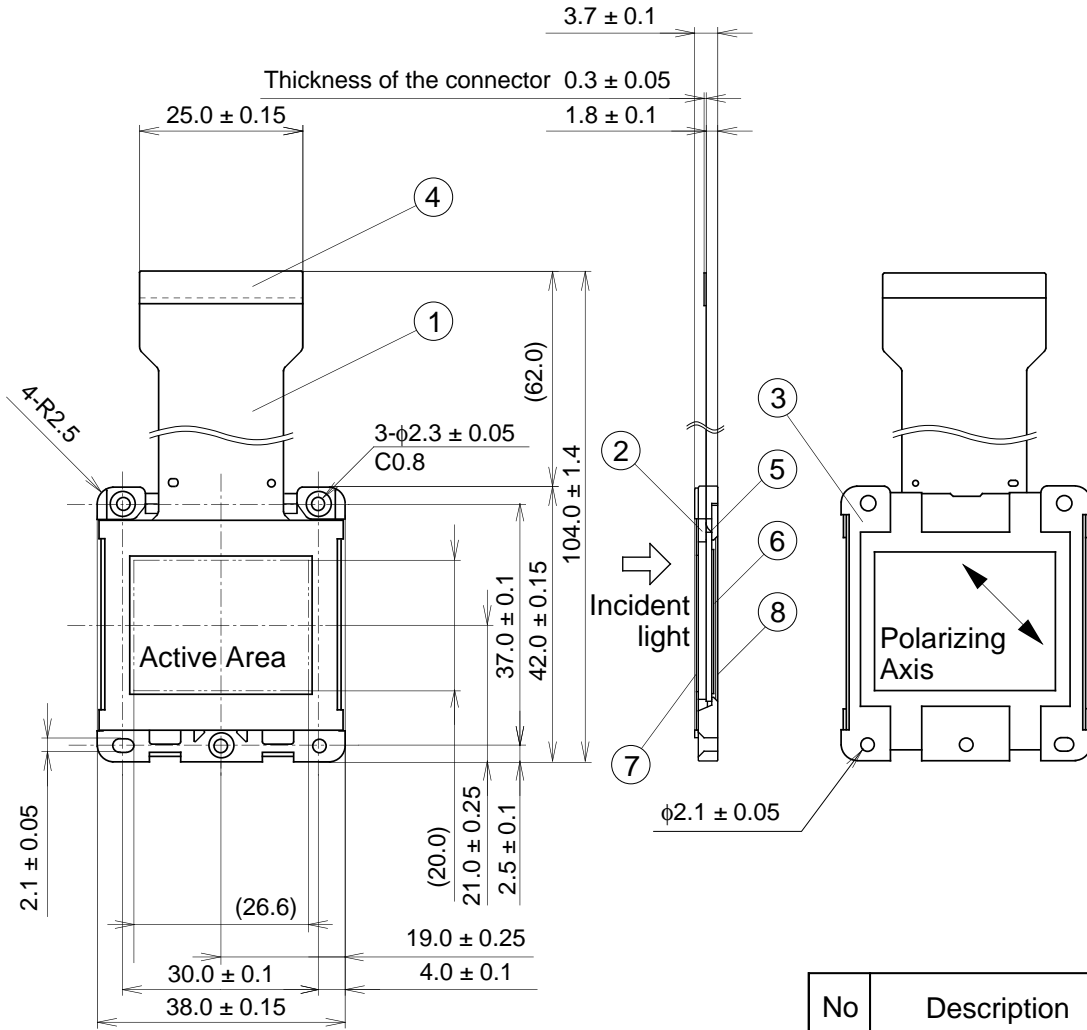 3.7 ± 0.1
Thickness of the connector 0.3 ± 0.05
25.0 ± 0.15
1.8 ± 0.1
4
1
(62.0)
104.0 ± 1.4
4-R2.5
3-ϕ2.3 ± 0.05
C0.8
2
3
5
6
8
7
Incident
light
37.0 ± 0.1
42.0 ± 0.15
Active Area
Polarizing
Axis
ϕ2.1 ± 0.05
2.1 ± 0.05
(20.0)
21.0 ± 0.25
2.5 ± 0.1
(26.6)
19.0 ± 0.25
30.0 ± 0.1
4.0 ± 0.1
38.0 ± 0.15
No Description